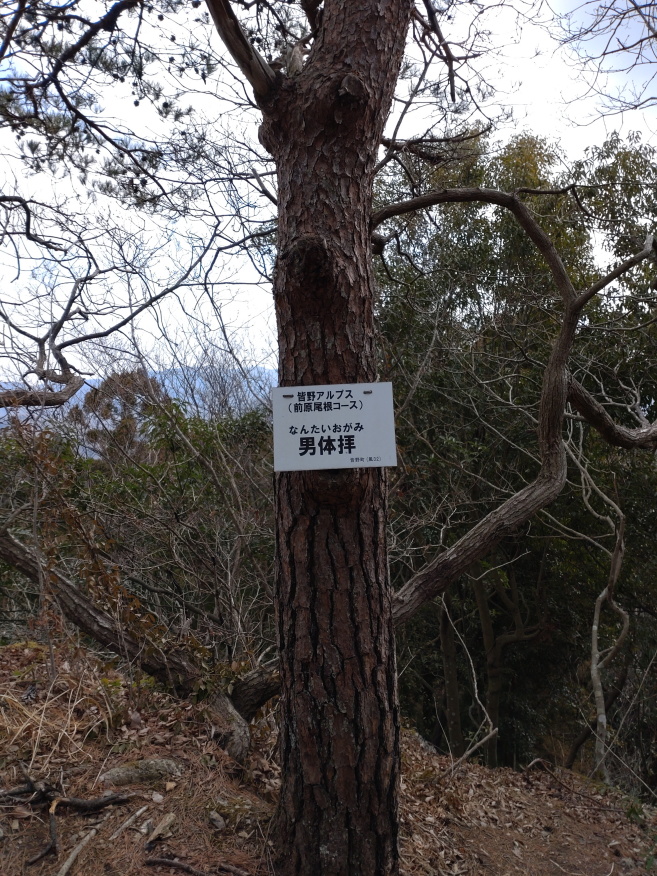 皆野アルプス
（前原尾根コース）
なんたいおがみ
男体拝